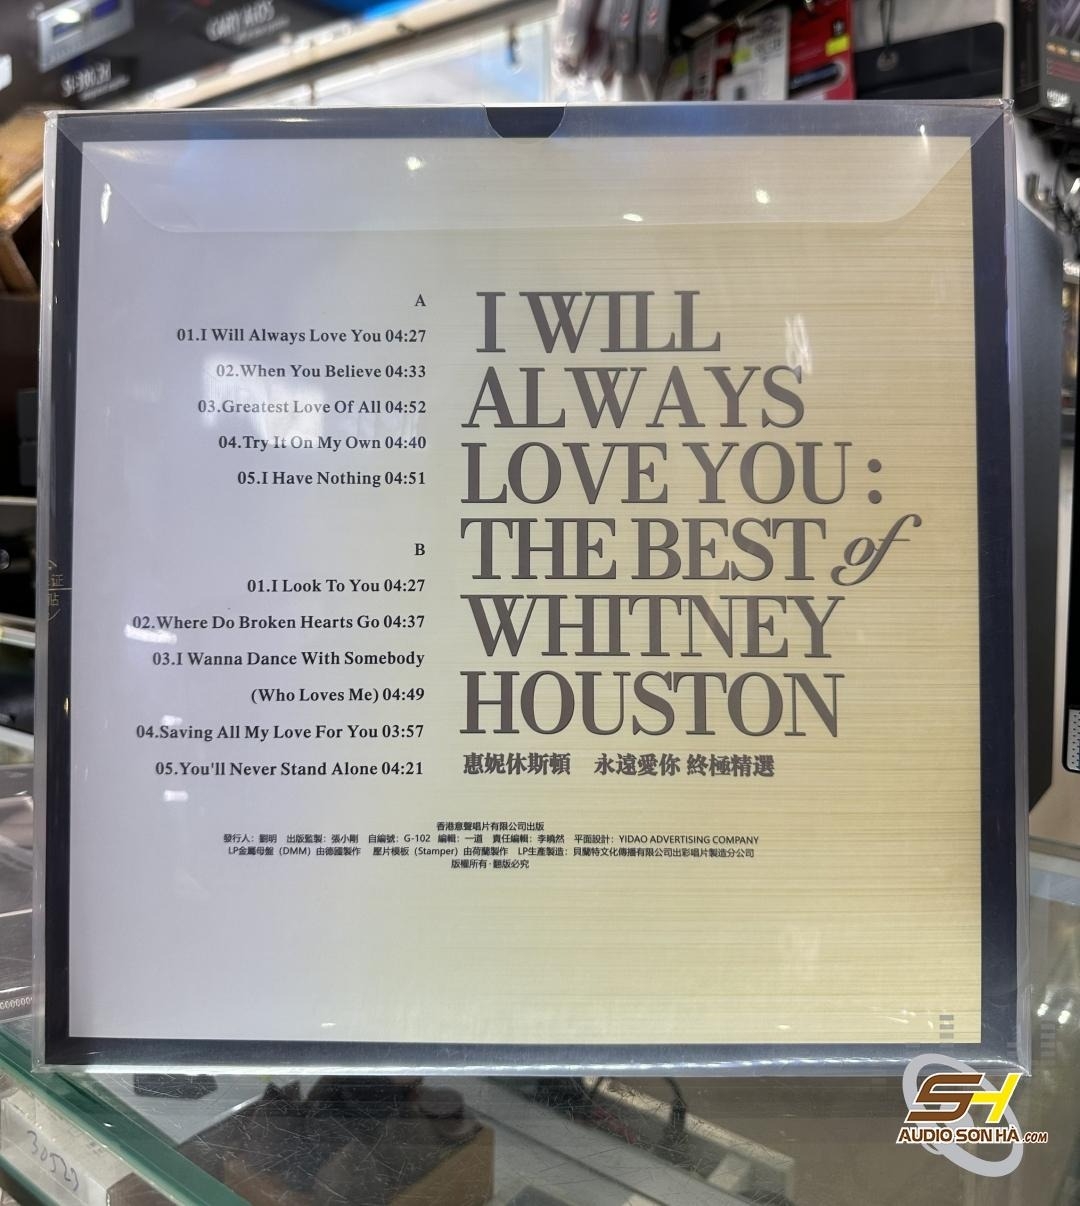 A
01.I Will Always Love You 04:27
02.When You Believe 04:33
03.Greatest Love Of All 04:52
04.Try It On My Own 04:40
05.I Have Nothing 04:51
B
01.I Look To You 04:27
02.Where Do Broken Hearts Go 04:37
03.I Wanna Dance With Somebody
(Who Loves Me) 04:49
04.Saving All My Love For You 03:57
05.You'll Never Stand Alone 04:21
I WILL
ALWAYS
LOVE YOU:
THE BEST of
WHITNEY
HOUSTON
惠妮休斯頓 永遠愛你 終極精選
香港意聲唱片有限公司出版
發行人：劉明 出版監製：張小剛 自編號：G-102 編輯：一道 責任編輯：李曉然 平面設計：YIDAO ADVERTISING COMPANY
LP金屬母盤（DMM）由德國製作 壓片模板（Stamper）由荷蘭製作 LP生產製造：貝蘭特文化傳播有限公司出彩唱片製造分公司
版權所有·翻版必究
30523
SH
AUDIO SƠN HÀ.COM